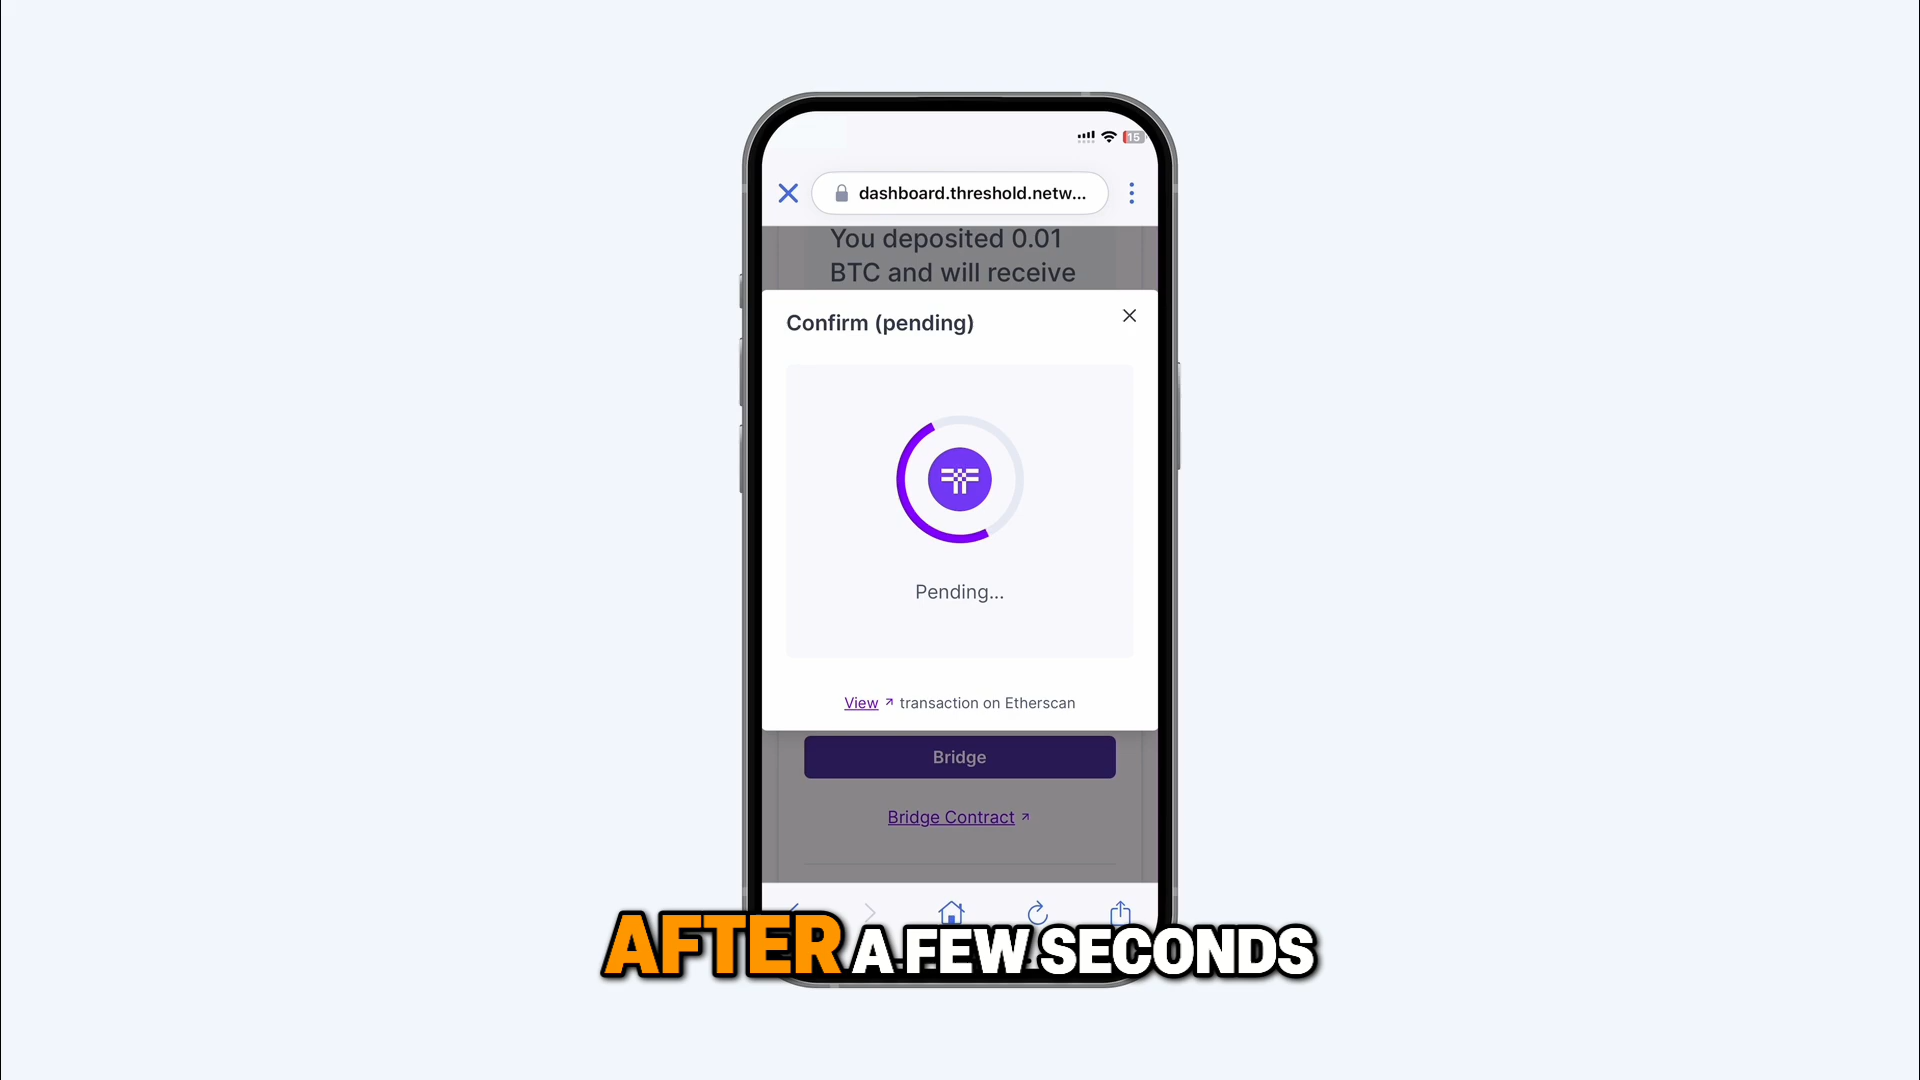 15
dashboard.threshold.netw...
You deposited 0.01
BTC and will receive
Confirm (pending)
Pending...
View transaction on Etherscan
Bridge
Bridge Contract
AFTER A FEW SECONDS